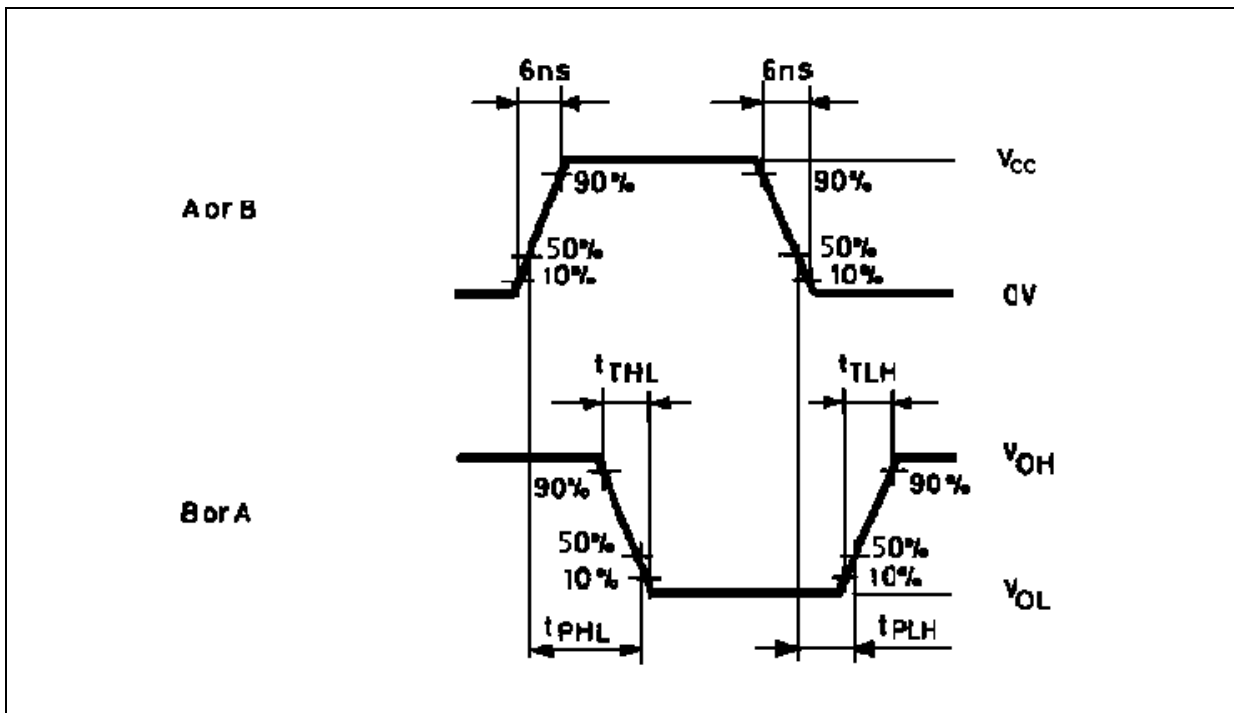 6ns 6ns
VCC
90% 90%
A or B
50% 50%
10% 10%
0V
tTHL tTLH
VOH
90% 90%
B or A
50% 50%
10% 10%
VOL
tPHL tPLH